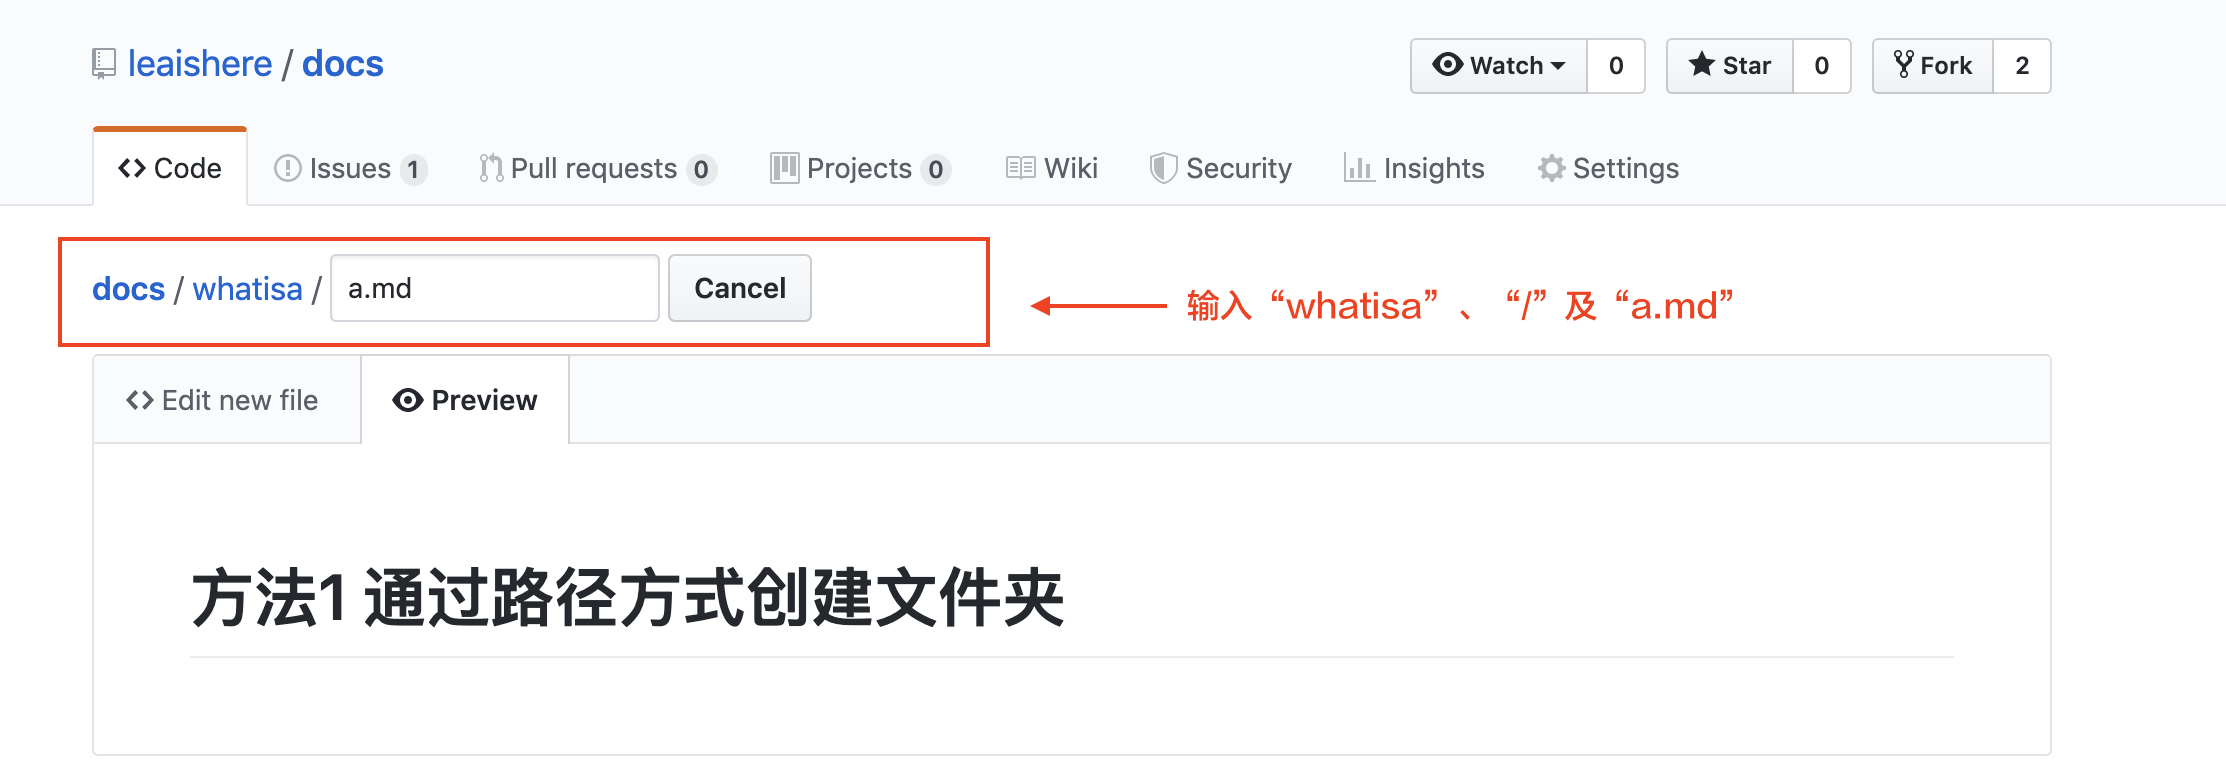 leaishere / docs
Watch 0 Star 0 Fork 2
Code Issues 1 Pull requests 0 Projects 0 Wiki Security Insights Settings
docs / whatisa / a.md Cancel
输入 “whatisa” 、 “/” 及 “a.md”
Edit new file Preview
方法1 通过路径方式创建文件夹